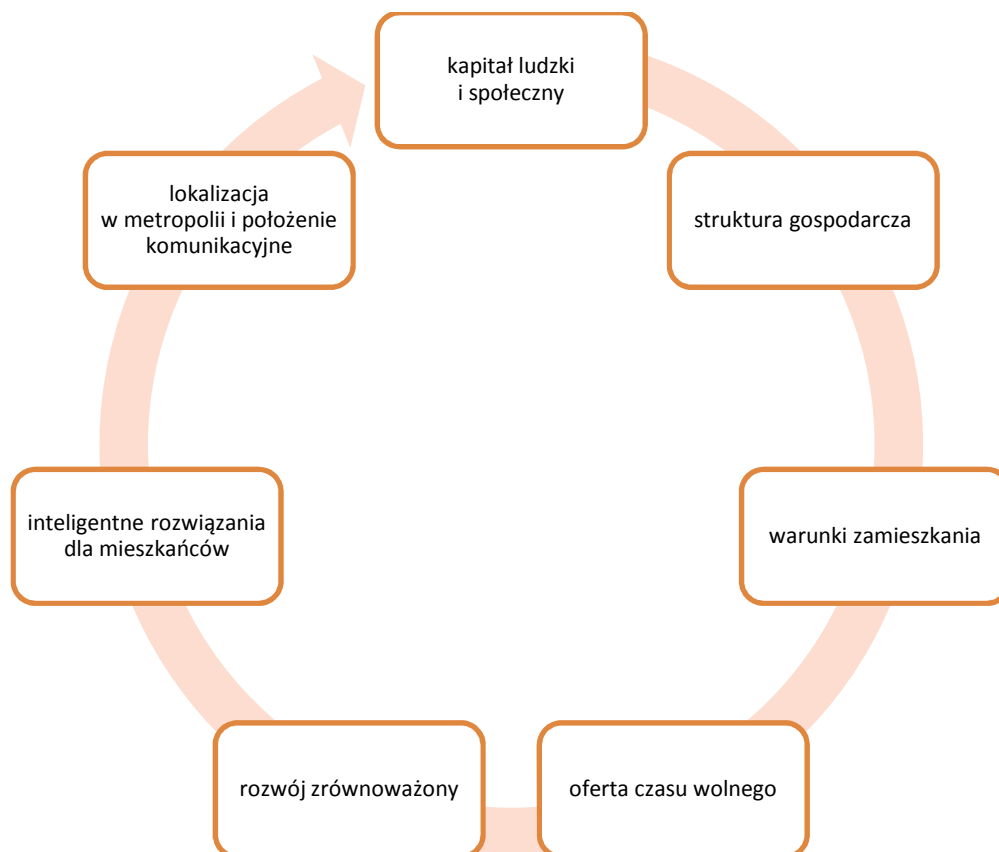 kapitał ludzki
i społeczny
struktura gospodarcza
warunki zamieszkania
oferta czasu wolnego
rozwój zrównoważony
inteligentne rozwiązania
dla mieszkańców
lokalizacja
w metropolii i położenie
komunikacyjne